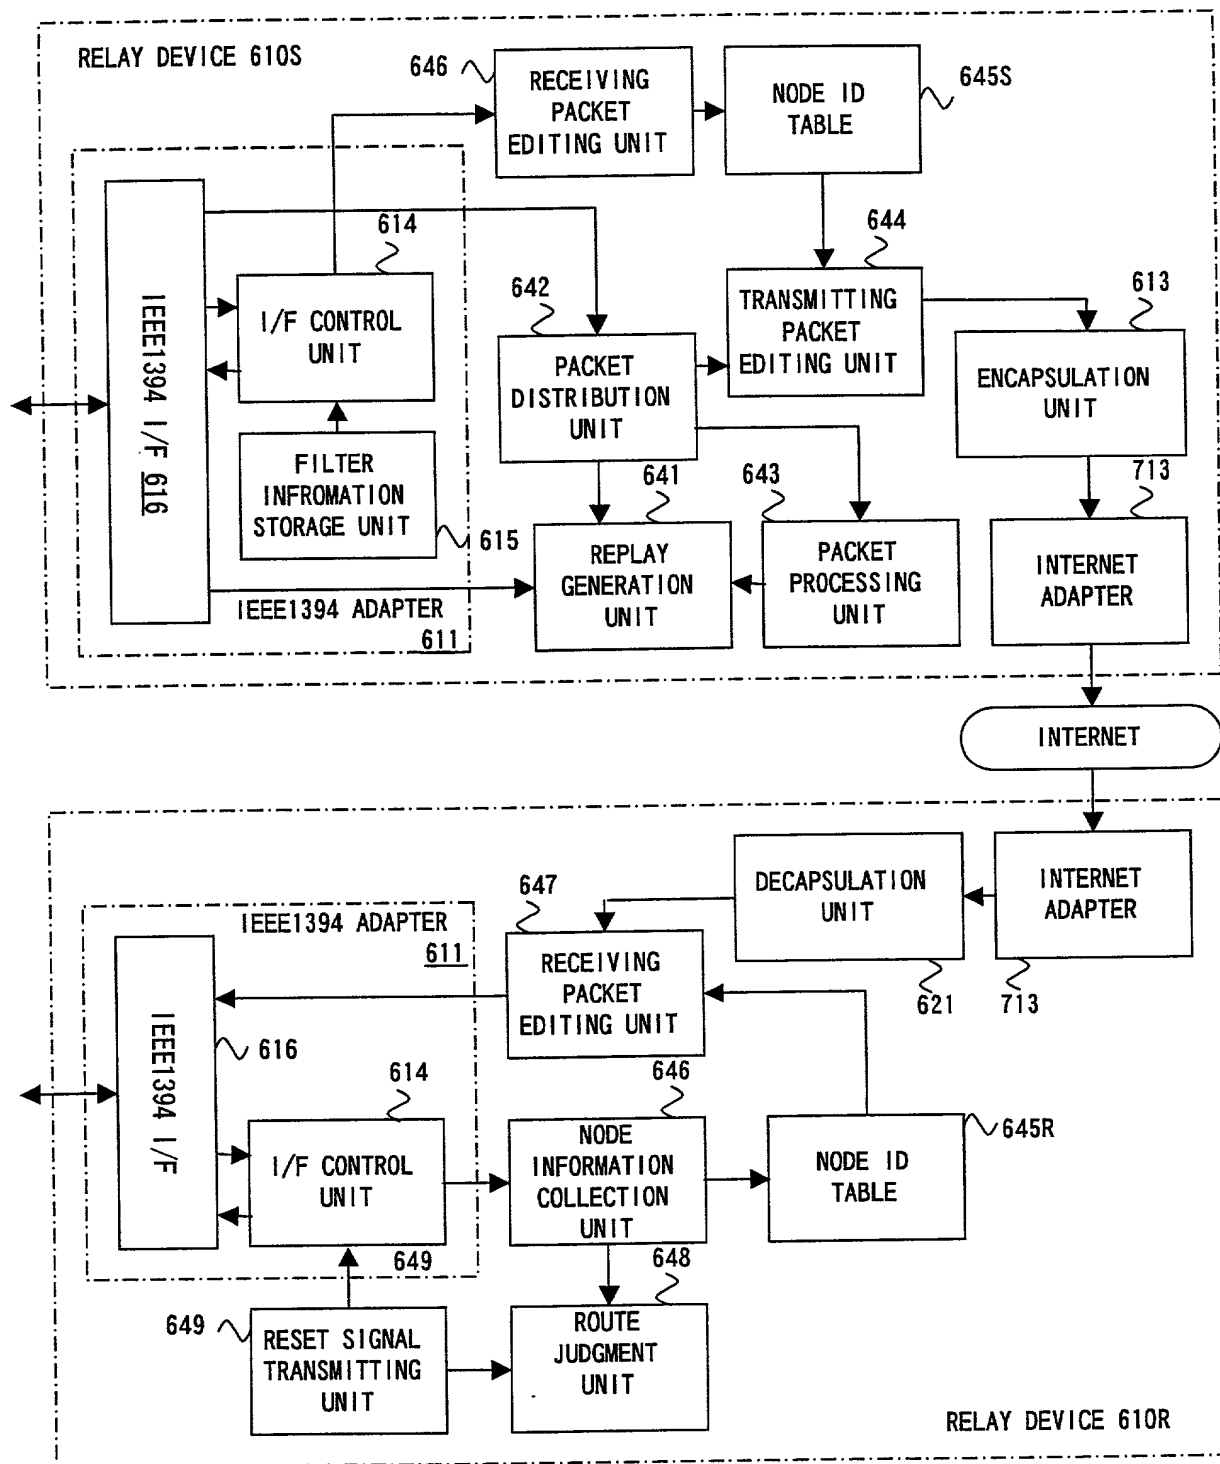 RELAY DEVICE 610S
646
RECEIVING
PACKET
EDITING UNIT
NODE ID
TABLE
645S
IEEE1394 I/F 616
614
I/F CONTROL
UNIT
FILTER
INFROMATION
STORAGE UNIT
615
IEEE1394 ADAPTER
611
642
PACKET
DISTRIBUTION
UNIT
644
TRANSMITTING
PACKET
EDITING UNIT
613
ENCAPSULATION
UNIT
641
REPLAY
GENERATION
UNIT
643
PACKET
PROCESSING
UNIT
713
INTERNET
ADAPTER
INTERNET
INTERNET
ADAPTER
713
DECAPSULATION
UNIT
621
647
RECEIVING
PACKET
EDITING UNIT
IEEE1394 ADAPTER
611
IEEE1394 I/F
616
614
I/F CONTROL
UNIT
649
646
NODE
INFORMATION
COLLECTION
UNIT
NODE ID
TABLE
645R
649
RESET SIGNAL
TRANSMITTING
UNIT
648
ROUTE
JUDGMENT
UNIT
RELAY DEVICE 610R